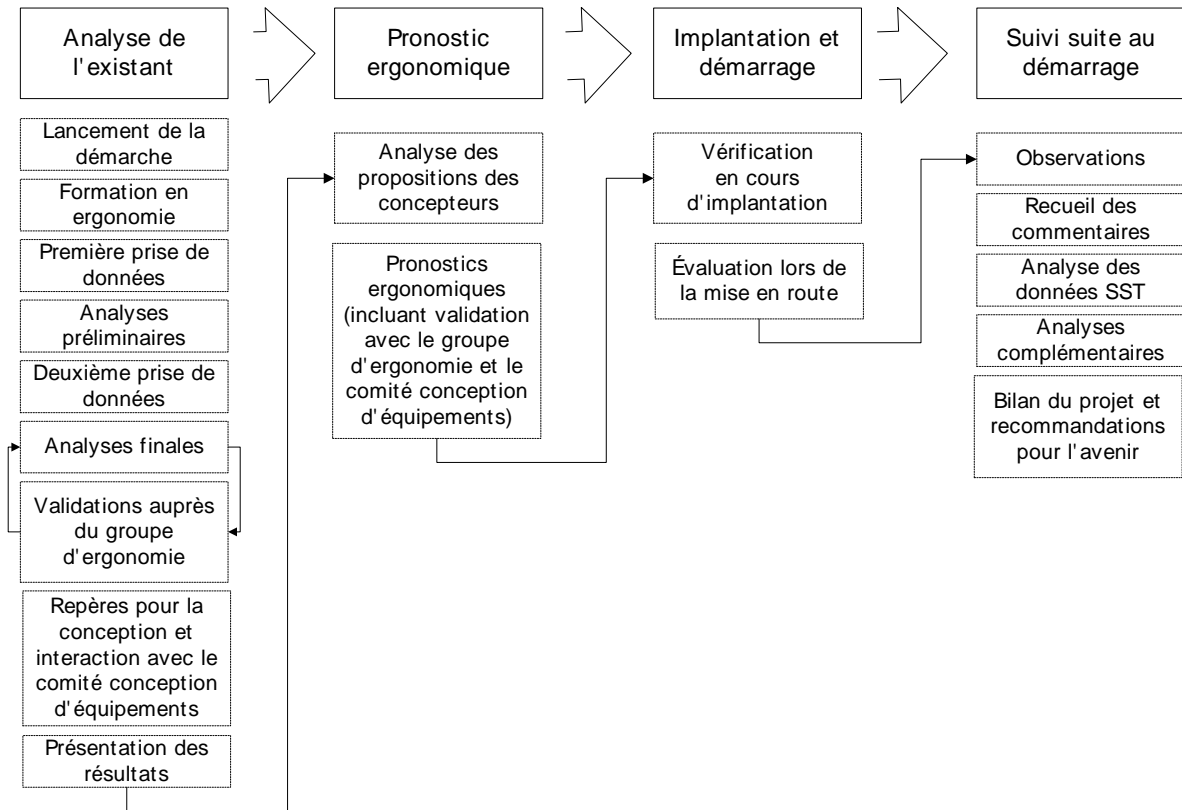 Analyse de
l'existant
Pronostic
ergonomique
Implantation et
démarrage
Suivi suite au
démarrage
Lancement de la
démarche
Formation en
ergonomie
Première prise de
données
Analyses
préliminaires
Deuxième prise de
données
Analyses finales
Validations auprès
du groupe
d'ergonomie
Repères pour la
conception et
interaction avec le
comité conception
d'équipements
Présentation des
résultats
Analyse des
propositions des
concepteurs
Pronostics
ergonomiques
(incluant validation
avec le groupe
d'ergonomie et le
comité conception
d'équipements)
Vérification
en cours
d'implantation
Évaluation lors de
la mise en route
Observations
Recueil des
commentaires
Analyse des
données SST
Analyses
complémentaires
Bilan du projet et
recommandations
pour l'avenir